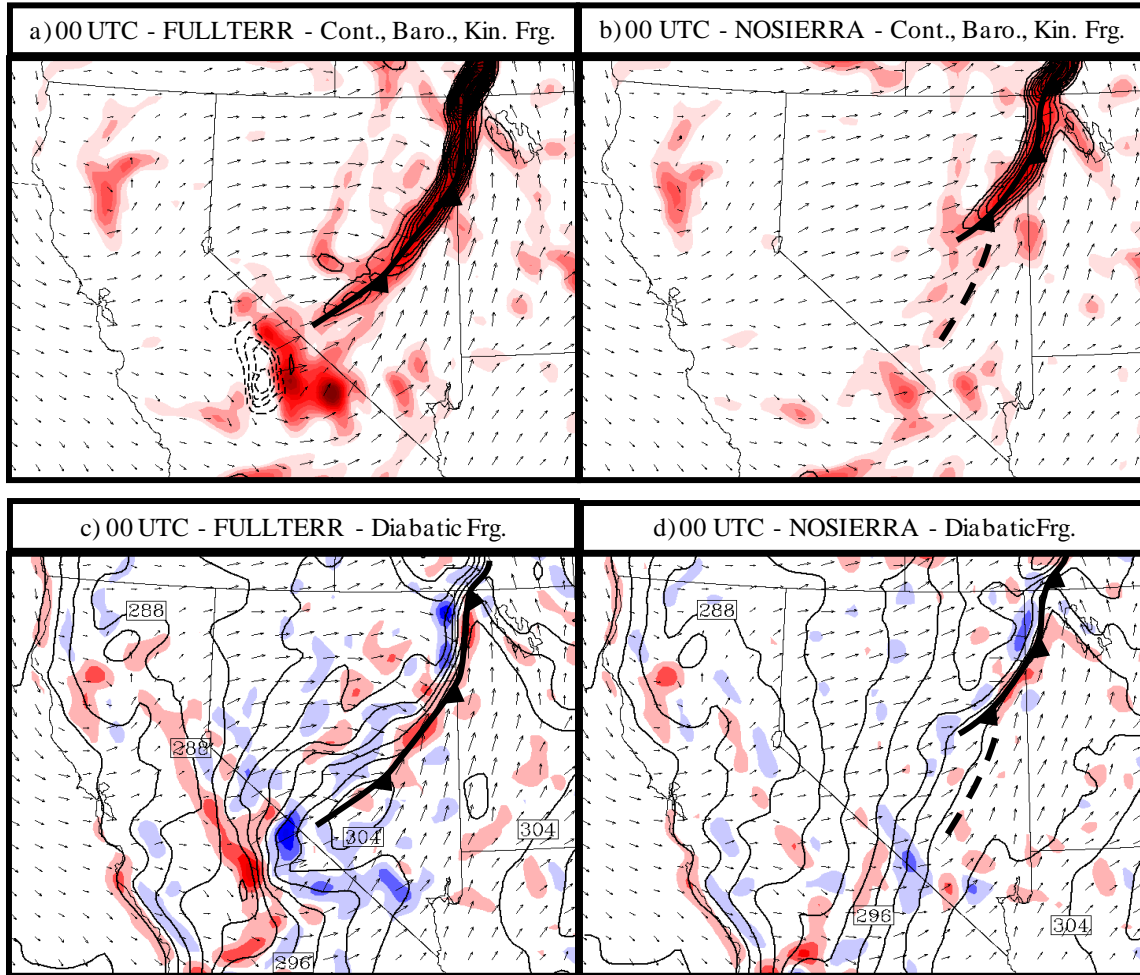 a) 00 UTC - FULLTERR - Cont., Baro., Kin. Frg.
b) 00 UTC - NOSIERRA - Cont., Baro., Kin. Frg.
c) 00 UTC - FULLTERR - Diabatic Frg.
d) 00 UTC - NOSIERRA - DiabaticFrg.
288
288
304
304
296
288
296
304